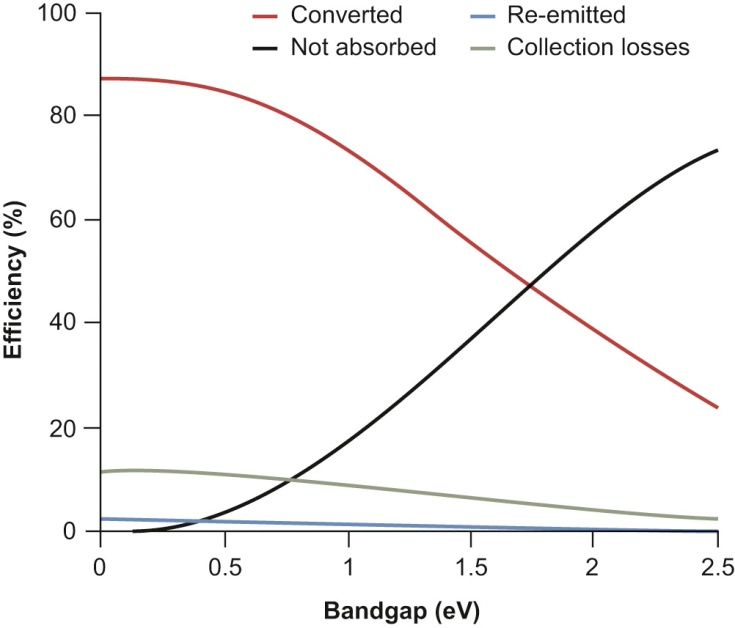 100
80
60
40
20
0
Efficiency (%)
Converted
Re-emitted
Not absorbed
Collection losses
0 0.5 1 1.5 2 2.5
Bandgap (eV)